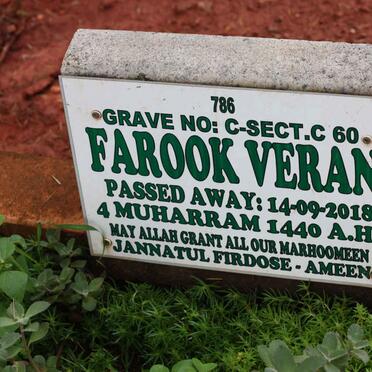 786
GRAVE NO: C-SECT.C 60
FAROOK VERAN
PASSED AWAY: 14-09-2018
4 MUHARRAM 1440 A.H
MAY ALLAH GRANT ALL OUR MARHOOMEEN
JANNATUL FIRDOSE - AMEEN